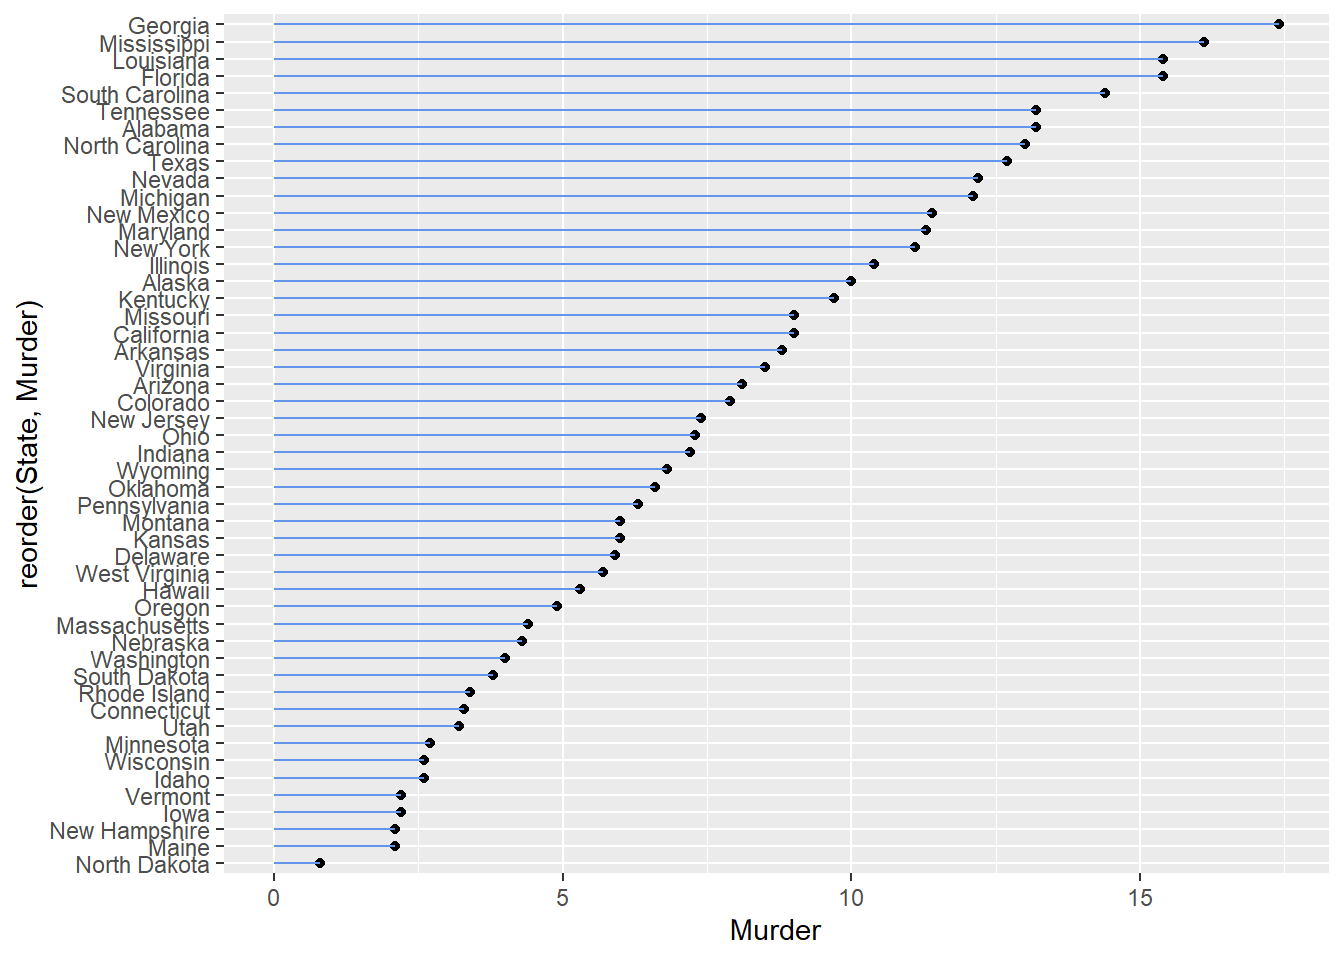 Georgia
Mississippi
Louisiana
Florida
South Carolina
Tennessee
Alabama
North Carolina
Texas
Nevada
Michigan
New Mexico
Maryland
New York
Illinois
Alaska
Kentucky
Missouri
California
Arkansas
Virginia
Arizona
Colorado
New Jersey
Ohio
Indiana
Wyoming
Oklahoma
Pennsylvania
Montana
Kansas
Delaware
West Virginia
Hawaii
Oregon
Massachusetts
Nebraska
Washington
South Dakota
Rhode Island
Connecticut
Utah
Minnesota
Wisconsin
Idaho
Vermont
Iowa
New Hampshire
Maine
North Dakota
reorder(State, Murder)
0 5 10 15
Murder